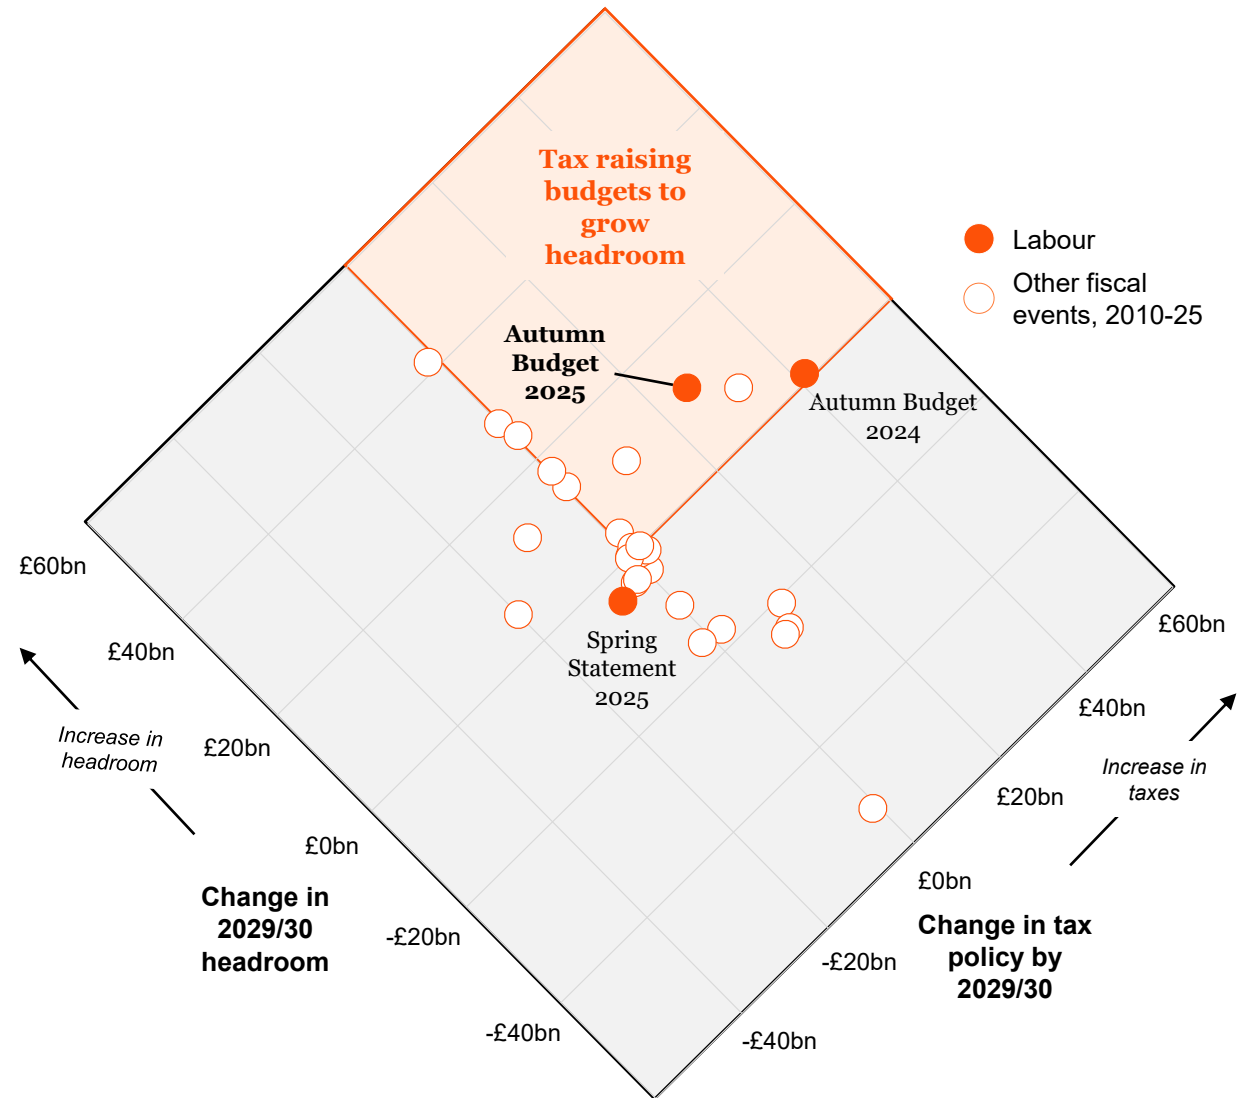 Tax raising
budgets to
grow
headroom
Labour
Other fiscal
events, 2010-25
Autumn
Budget
2025
Autumn Budget
2024
Spring
Statement
2025
£60bn
£40bn
£20bn
£0bn
-£20bn
-£40bn
Increase in
headroom
Change in
2029/30
headroom
£60bn
£40bn
£20bn
£0bn
-£20bn
-£40bn
Increase in
taxes
Change in tax
policy by
2029/30